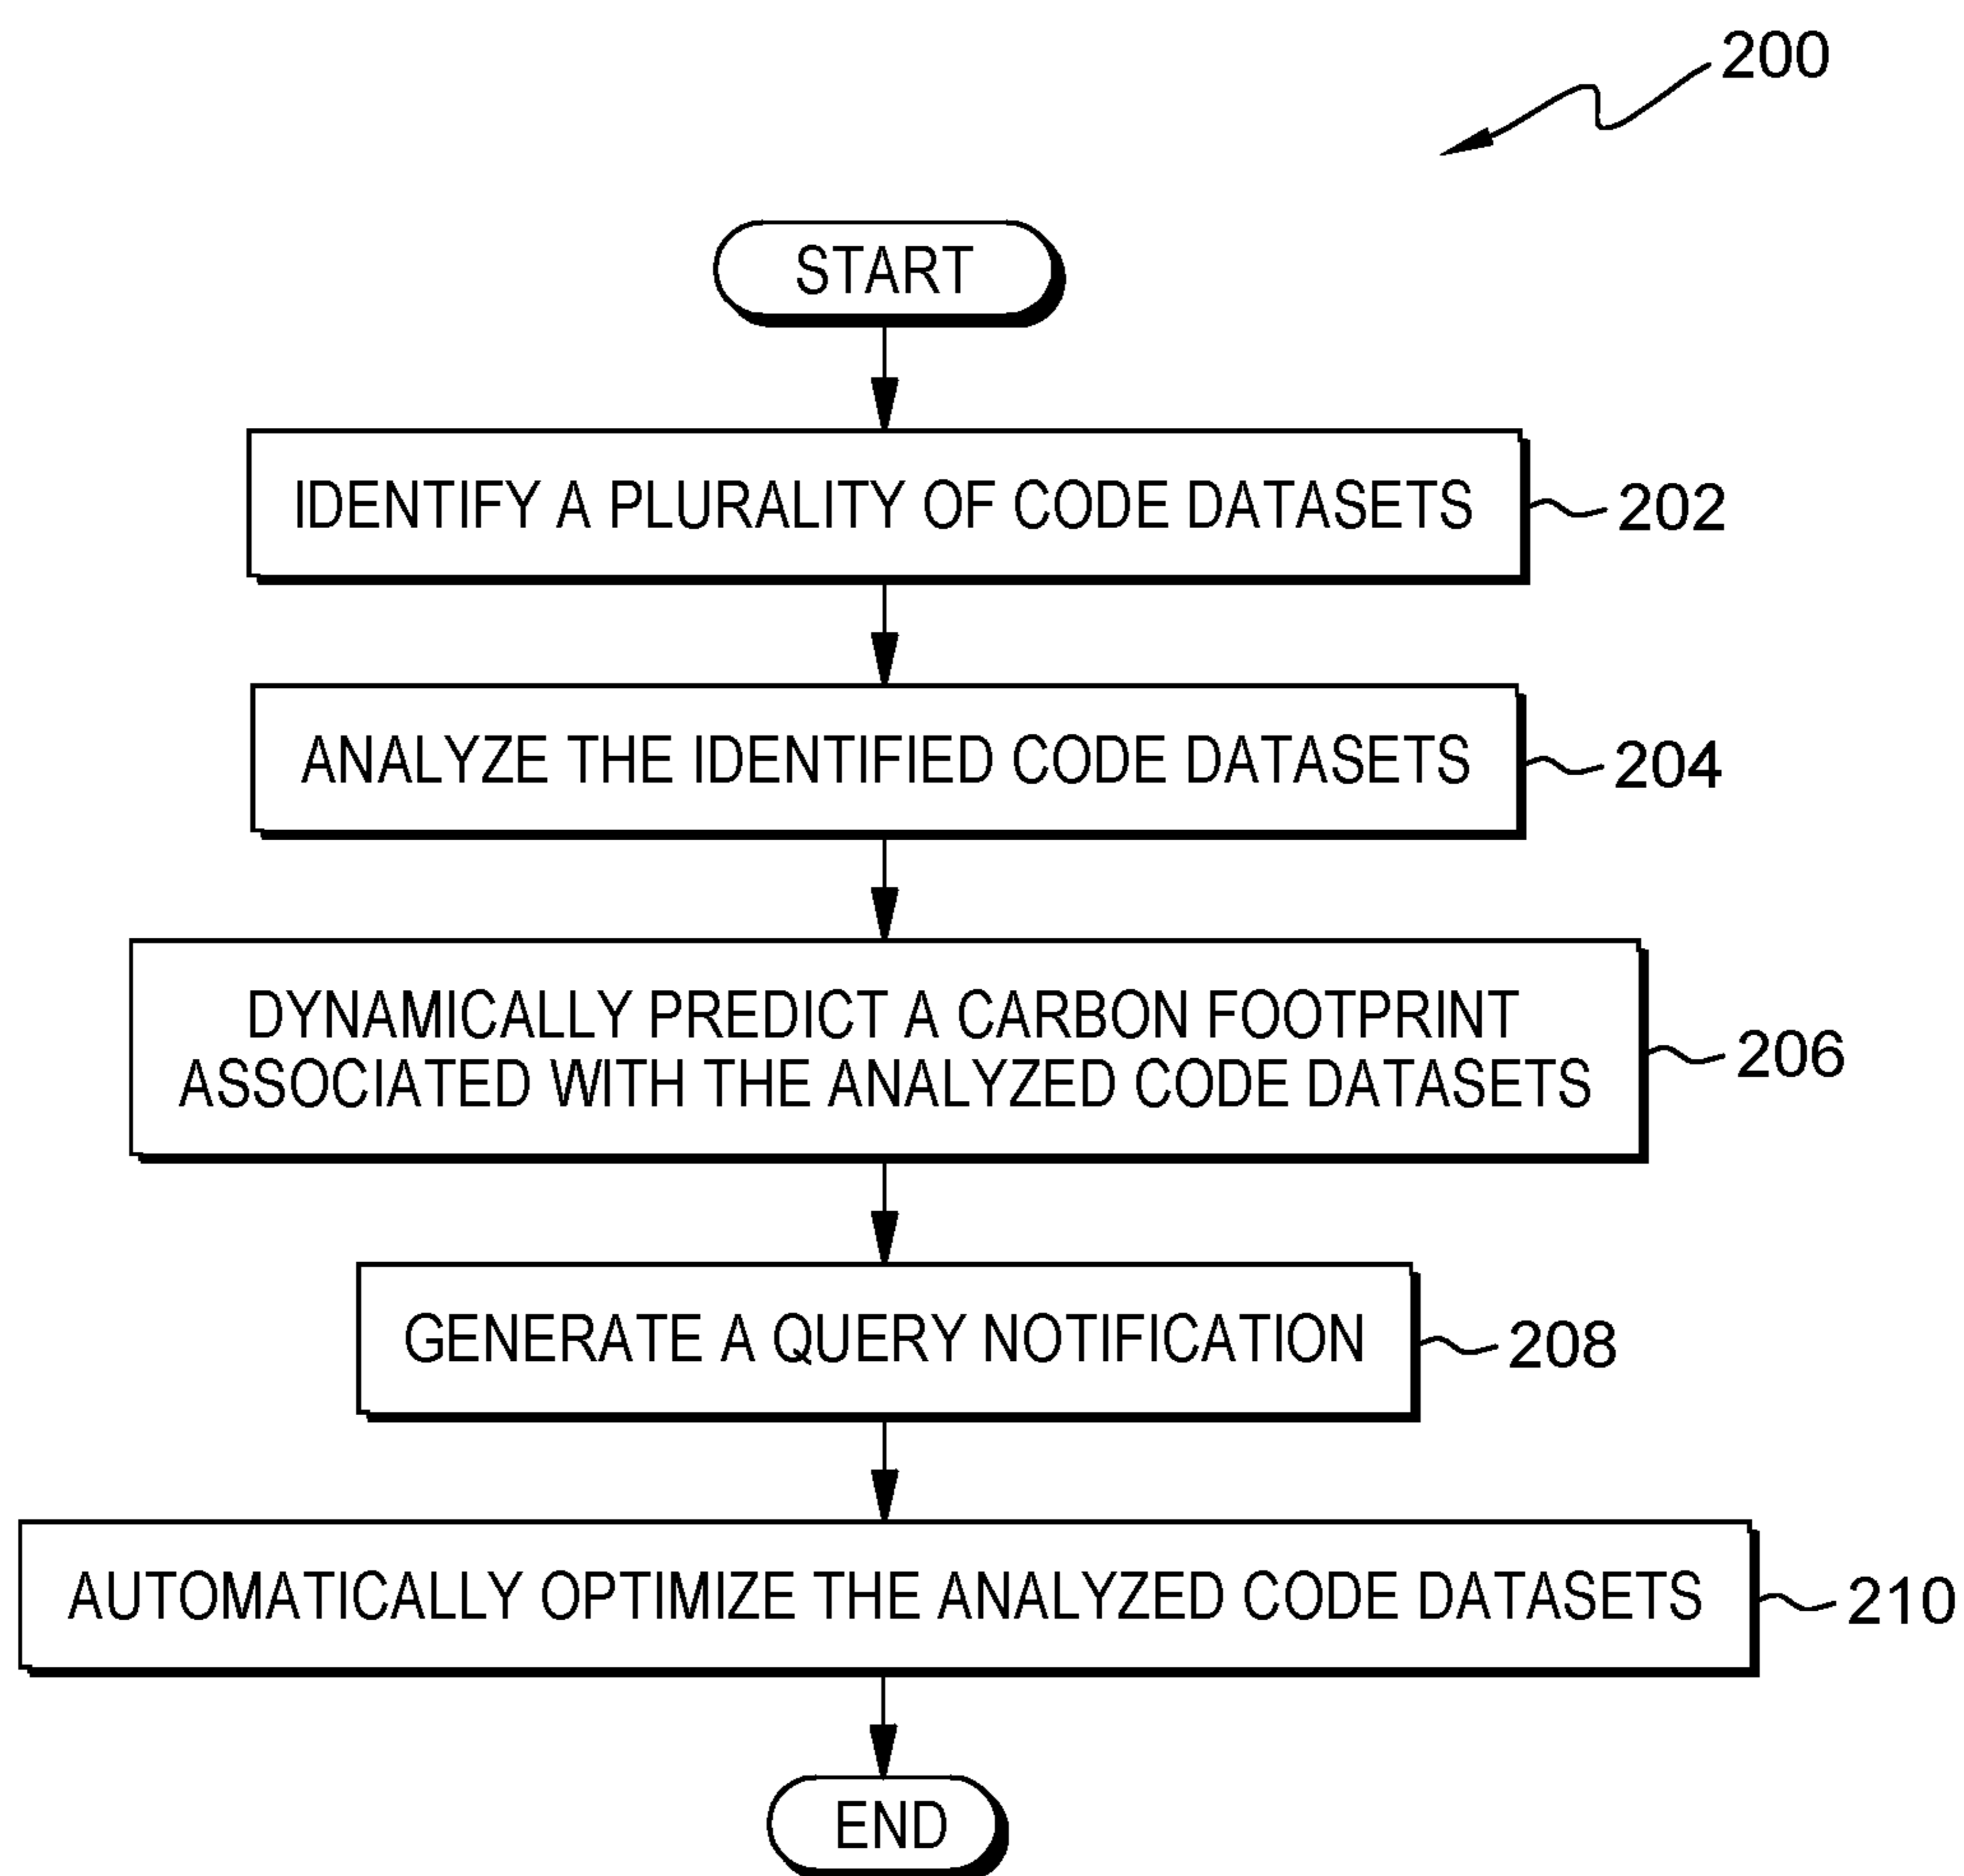 200
START
IDENTIFY A PLURALITY OF CODE DATASETS
202
ANALYZE THE IDENTIFIED CODE DATASETS
204
DYNAMICALLY PREDICT A CARBON FOOTPRINT
ASSOCIATED WITH THE ANALYZED CODE DATASETS
206
GENERATE A QUERY NOTIFICATION
208
AUTOMATICALLY OPTIMIZE THE ANALYZED CODE DATASETS
210
END